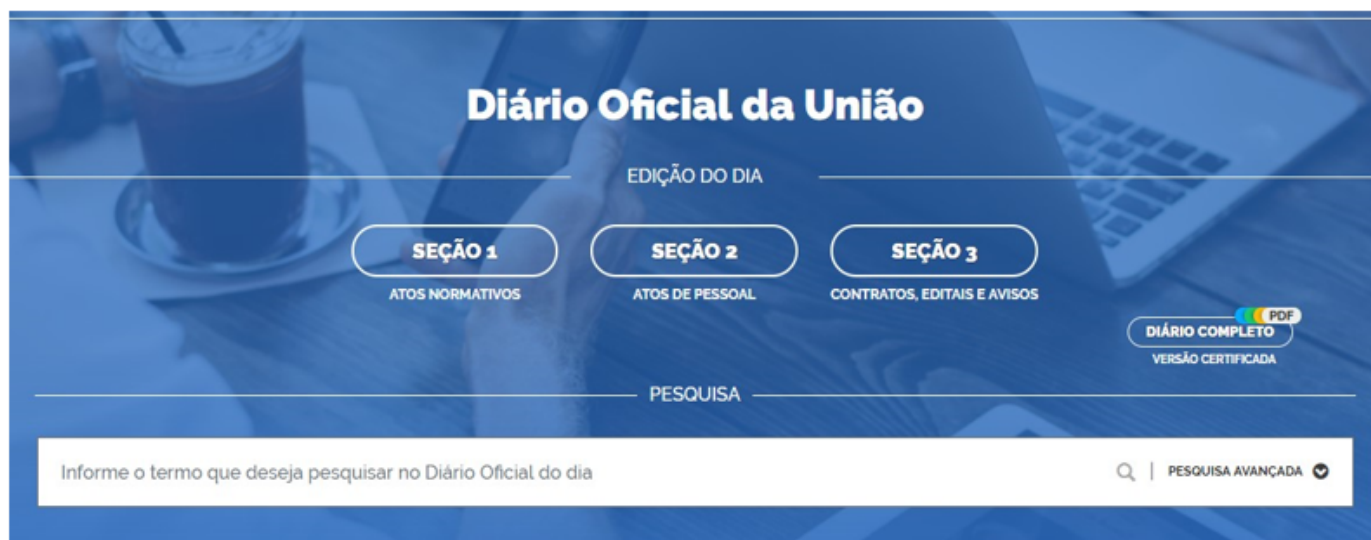 Diário Oficial da União
EDIÇÃO DO DIA
SEÇÃO 1 SEÇÃO 2 SEÇÃO 3
ATOS NORMATIVOS ATOS DE PESSOAL CONTRATOS, EDITAIS E AVISOS
PDF
DIÁRIO COMPLETO
VERSÃO CERTIFICADA
PESQUISA
Informe o termo que deseja pesquisar no Diário Oficial do dia | PESQUISA AVANÇADA